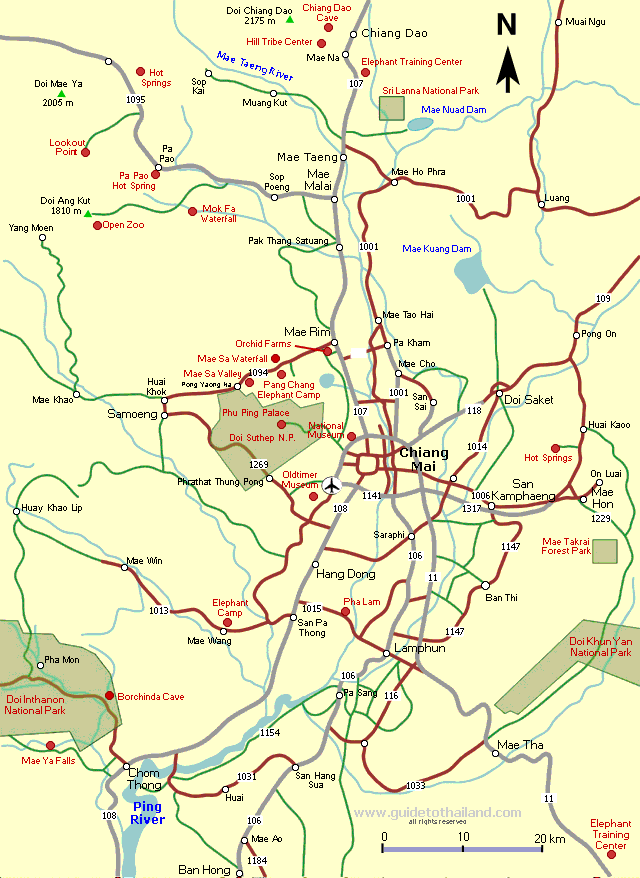 Doi Chiang Dao
2175 m
Chiang Dao
Cave
Chiang Dao
N
Muai Ngu
Hill Tribe Center
Mae Na
Mae Taeng River
Elephant Training Center
107
Doi Mae Ya
2005 m
Hot
Springs
Sop
Kai
Muang Kut
Sri Lanna National Park
Mae Nuad Dam
1095
Lookout
Point
Pa
Pao
Pa Pao
Hot Spring
Mae Taeng
Sop
Poeng
Mae
Malai
Mae Ho Phra
1001
Luang
Doi Ang Kut
1810 m
Open Zoo
Mok Fa
Waterfall
Yang Moen
Pak Thang Satuang
1001
Mae Kuang Dam
109
Mae Tao Hai
Pong On
Mae Rim
Orchid Farms
Pa Kham
Mae Sa Waterfall
Mae Sa Valley
1094
Mae Cho
Pong Yaong Na
Pang Chang
Elephant Camp
Mae Khao
Huai
Khok
Samoeng
1001
San
Sai
Doi Saket
118
107
Phu Ping Palace
Doi Suthep N.P.
National
Museum
Huai Kaoo
Chiang
Mai
1014
Hot Springs
1269
Phrathat Thung Pong
Oldtimer
Museum
On Luai
San
Kamphaeng
Mae
Hon
1141
1006
1317
108
1229
Huay Khao Lip
Saraphi
1147
Mae Takrai
Forest Park
106
Mae Win
Hang Dong
11
Ban Thi
1013
Elephant
Camp
1015
Pha Lam
San Pa
Thong
Mae Wang
1147
Doi Khun Yan
National Park
Lamphun
Pha Mon
106
Doi Inthanon
National Park
Borchinda Cave
Pa Sang
116
1154
Mae Ya Falls
Mae Tha
Chom
Thong
1031
San Hang
Sua
1033
Huai
11
Ping
River
108
106
www.guidetothailand.com
all rights reserved
Elephant
Training
Center
Mae Ao
0 10 20 km
1184
Ban Hong